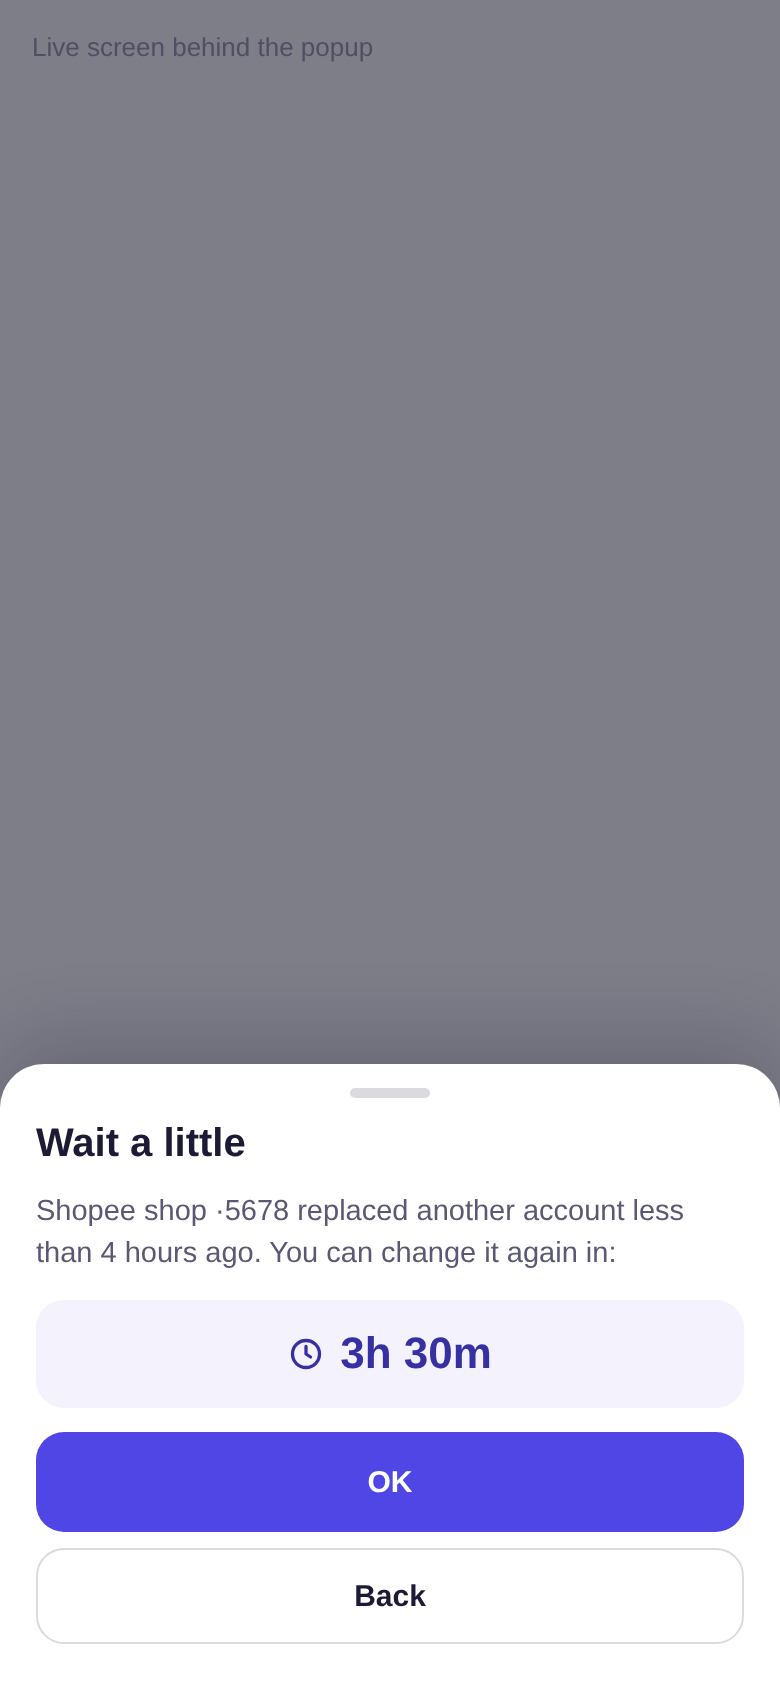 Live screen behind the popup
Wait a little
Shopee shop ·5678 replaced another account less
than 4 hours ago. You can change it again in:
3h 30m
OK
Back